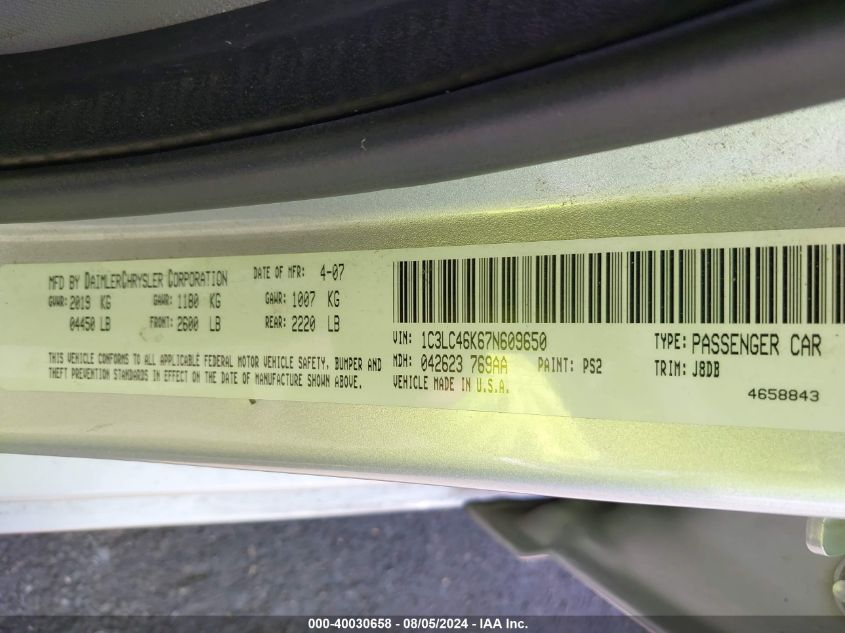 MFD BY DAIMLERCHRYSLER CORPORATION DATE OF MFR: 4-07
GVWR: 2019 KG GAWR: 1180 KG GAWR: 1007 KG
04450 LB FRONT: 2600 LB REAR: 2220 LB
THIS VEHICLE CONFORMS TO ALL APPLICABLE FEDERAL MOTOR VEHICLE SAFETY, BUMPER AND
THEFT PREVENTION STANDARDS IN EFFECT ON THE DATE OF MANUFACTURE SHOWN ABOVE.
VIN: 1C3LC46K67N609650 TYPE: PASSENGER CAR
MDH: 042623 769AA PAINT: PS2 TRIM: J8DB
VEHICLE MADE IN U.S.A. 4658843
000-40030658 - 08/05/2024 - IAA Inc.